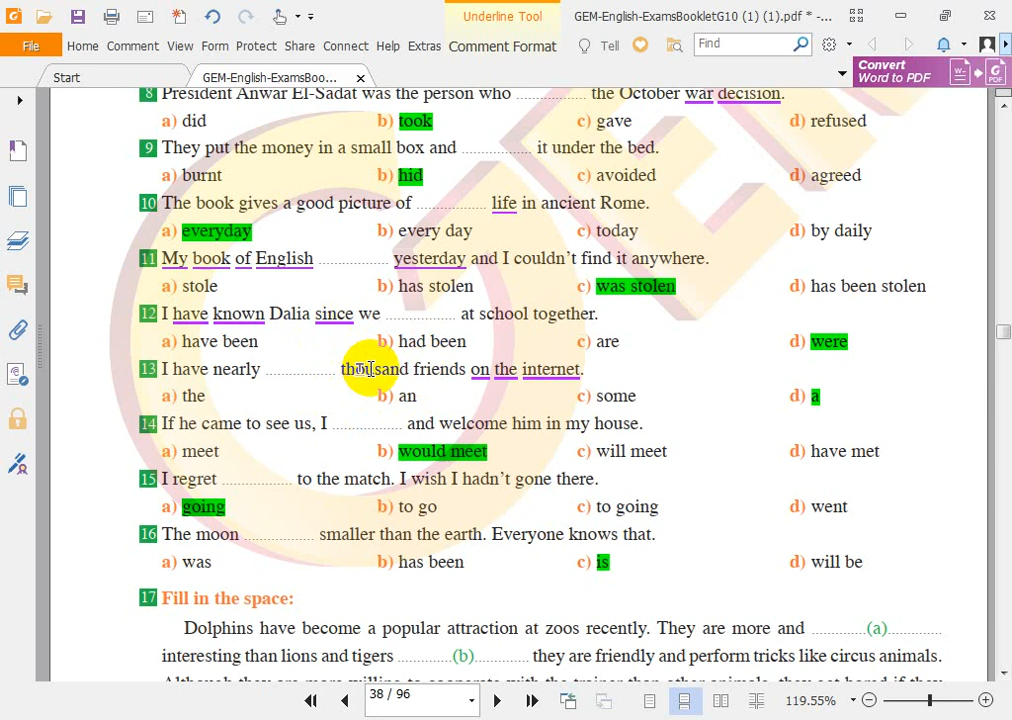 Underline Tool
GEM-English-ExamsBookletG10 (1) (1).pdf * -...
File Home Comment View Form Protect Share Connect Help Extras Comment Format Tell Find
Start GEM-English-ExamsBoo...
Convert
Word to PDF
PDF
8 President Anwar El-Sadat was the person who ................ the October war decision.
a) did b) took c) gave d) refused
9 They put the money in a small box and ................ it under the bed.
a) burnt b) hid c) avoided d) agreed
10 The book gives a good picture of ................ life in ancient Rome.
a) everyday b) every day c) today d) by daily
11 My book of English ................ yesterday and I couldn't find it anywhere.
a) stole b) has stolen c) was stolen d) has been stolen
12 I have known Dalia since we ................ at school together.
a) have been b) had been c) are d) were
13 I have nearly ................ thousand friends on the internet.
a) the b) an c) some d) a
14 If he came to see us, I ................ and welcome him in my house.
a) meet b) would meet c) will meet d) have met
15 I regret ................ to the match. I wish I hadn't gone there.
a) going b) to go c) to going d) went
16 The moon ................ smaller than the earth. Everyone knows that.
a) was b) has been c) is d) will be
17 Fill in the space:
Dolphins have become a popular attraction at zoos recently. They are more and ............(a)............
interesting than lions and tigers ............(b)............ they are friendly and perform tricks like circus animals.
38 / 96 119.55%